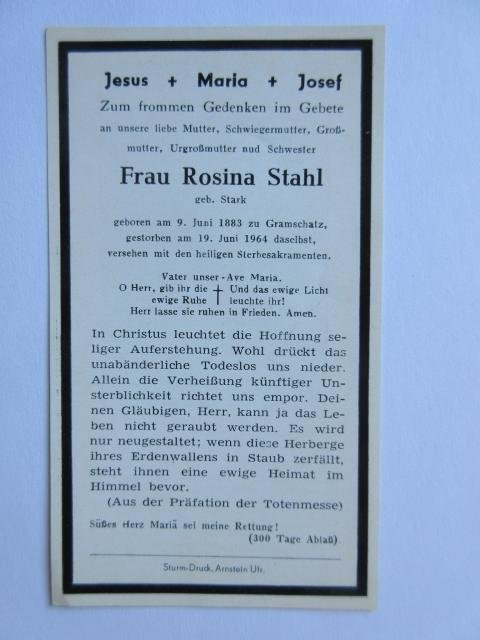 Jesus + Maria + Josef
Zum frommen Gedenken im Gebete
an unsere liebe Mutter, Schwiegermutter, Groß-
mutter, Urgroßmutter nud Schwester
Frau Rosina Stahl
geb. Stark
geboren am 9. Juni 1883 zu Gramschatz,
gestorben am 19. Juni 1964 daselbst,
versehen mit den heiligen Sterbesakramenten.
Vater unser - Ave Maria.
O Herr, gib ihr die † Und das ewige Licht
ewige Ruhe leuchte ihr!
Herr lasse sie ruhen in Frieden. Amen.
In Christus leuchtet die Hoffnung se-
liger Auferstehung. Wohl drückt das
unabänderliche Todeslos uns nieder.
Allein die Verheißung künftiger Un-
sterblichkeit richtet uns empor. Dei-
nen Gläubigen, Herr, kann ja das Le-
ben nicht geraubt werden. Es wird
nur neugestaltet; wenn diese Herberge
ihres Erdenwallens in Staub zerfällt,
steht ihnen eine ewige Heimat im
Himmel bevor.
(Aus der Präfation der Totenmesse)
Süßes Herz Mariä sei meine Rettung!
(300 Tage Ablaß)
Sturm-Druck, Arnstein Ufr.